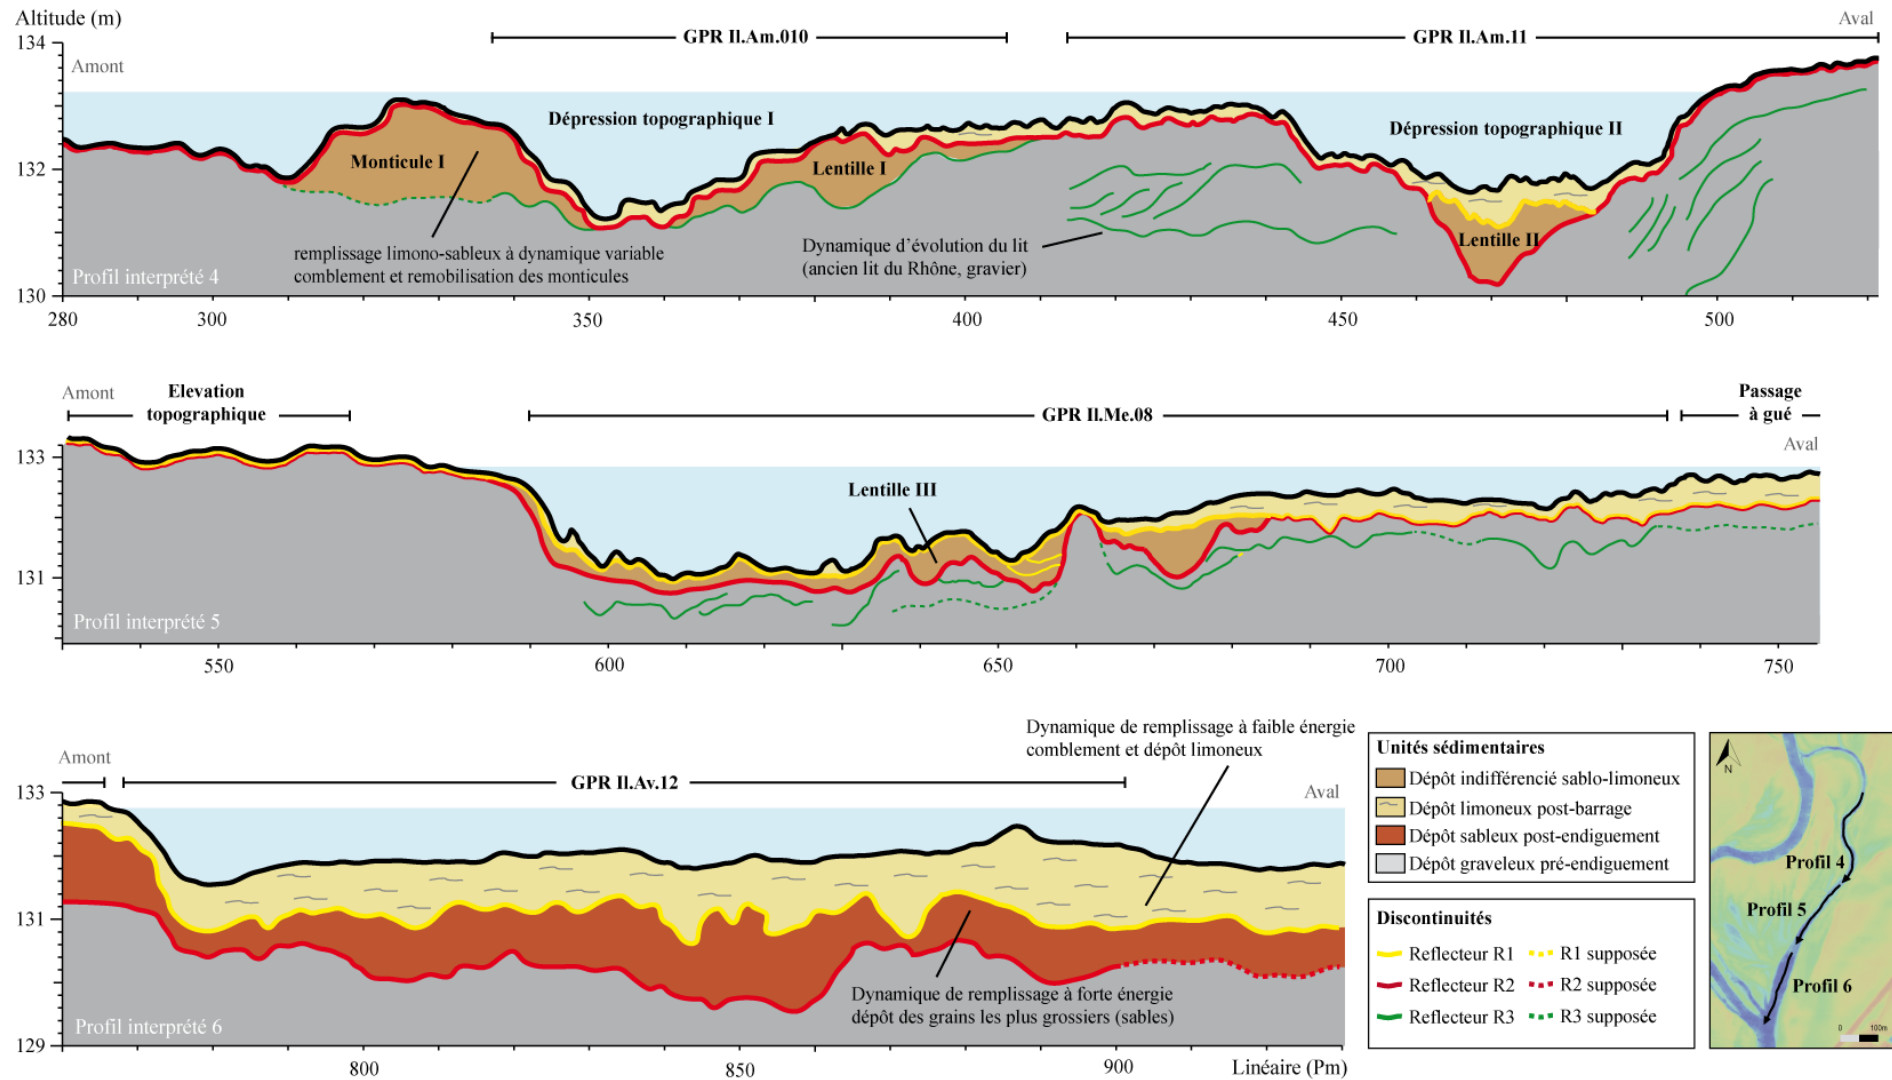 Altitude (m)
134
132
130
Amont
GPR Il.Am.010
GPR Il.Am.11
Aval
Dépression topographique I
Dépression topographique II
Monticule I
Lentille I
Lentille II
remplissage limono-sableux à dynamique variable
comblement et remobilisation des monticules
Dynamique d'évolution du lit
(ancien lit du Rhône, gravier)
Profil interprété 4
280 300 350 400 450 500
Amont
Elevation
topographique
GPR Il.Me.08
Passage
à gué
Aval
133
131
Lentille III
Profil interprété 5
550 600 650 700 750
Amont
GPR Il.Av.12
Dynamique de remplissage à faible énergie
comblement et dépôt limoneux
Aval
133
131
129
Dynamique de remplissage à forte énergie
dépôt des grains les plus grossiers (sables)
Profil interprété 6
800 850 900 Linéaire (Pm)
Unités sédimentaires
Dépôt indifférencié sablo-limoneux
Dépôt limoneux post-barrage
Dépôt sableux post-endiguement
Dépôt graveleux pré-endiguement
Discontinuités
Reflecteur R1 R1 supposée
Reflecteur R2 R2 supposée
Reflecteur R3 R3 supposée
N
Profil 4
Profil 5
Profil 6
0 100m